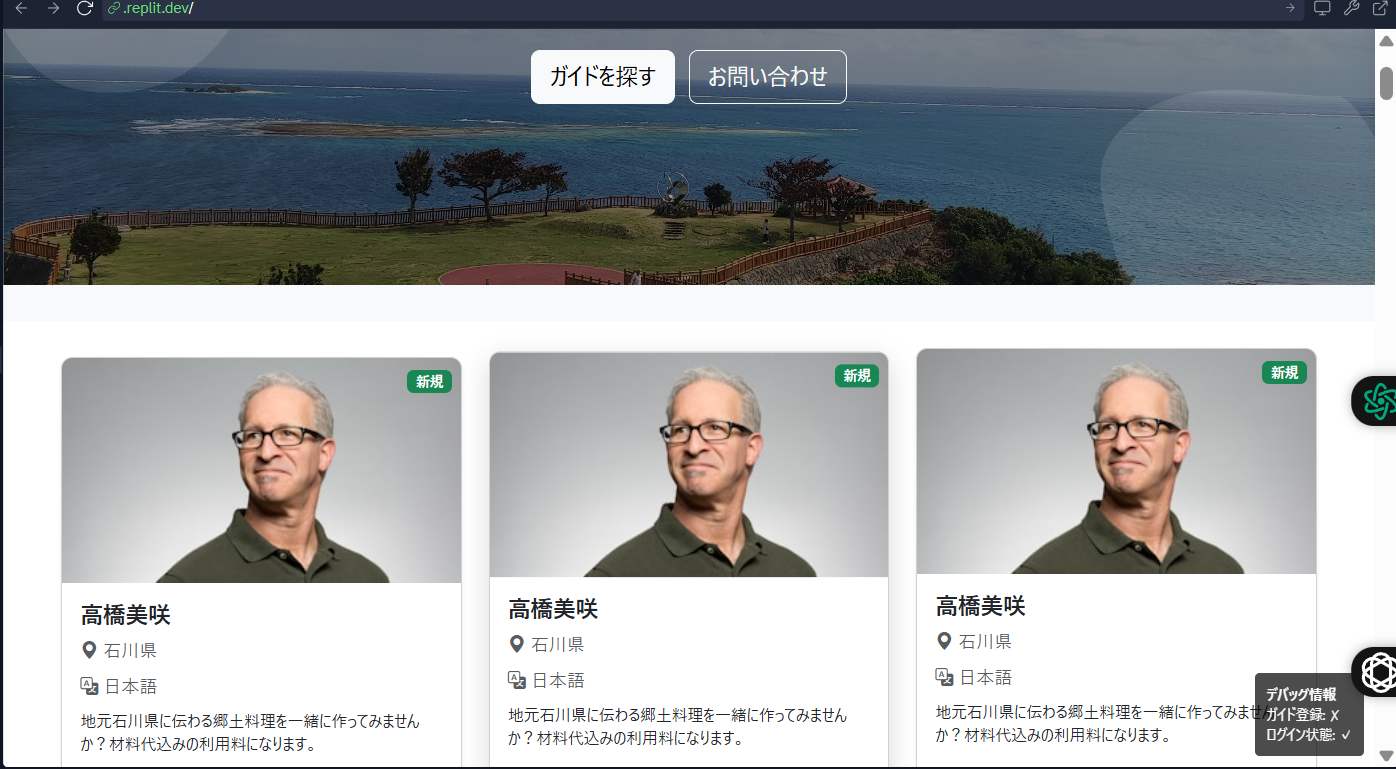 .replit.dev/
ガイドを探す
お問い合わせ
新規
新規
新規
高橋美咲
石川県
日本語
地元石川県に伝わる郷土料理を一緒に作ってみません
か？材料代込みの利用料になります。
高橋美咲
石川県
日本語
地元石川県に伝わる郷土料理を一緒に作ってみません
か？材料代込みの利用料になります。
高橋美咲
石川県
日本語
地元石川県に伝わる郷土料理を一緒に作ってみません
か？材料代込みの利用料になります。
デバッグ情報
ガイド登録: ✗
ログイン状態: ✓